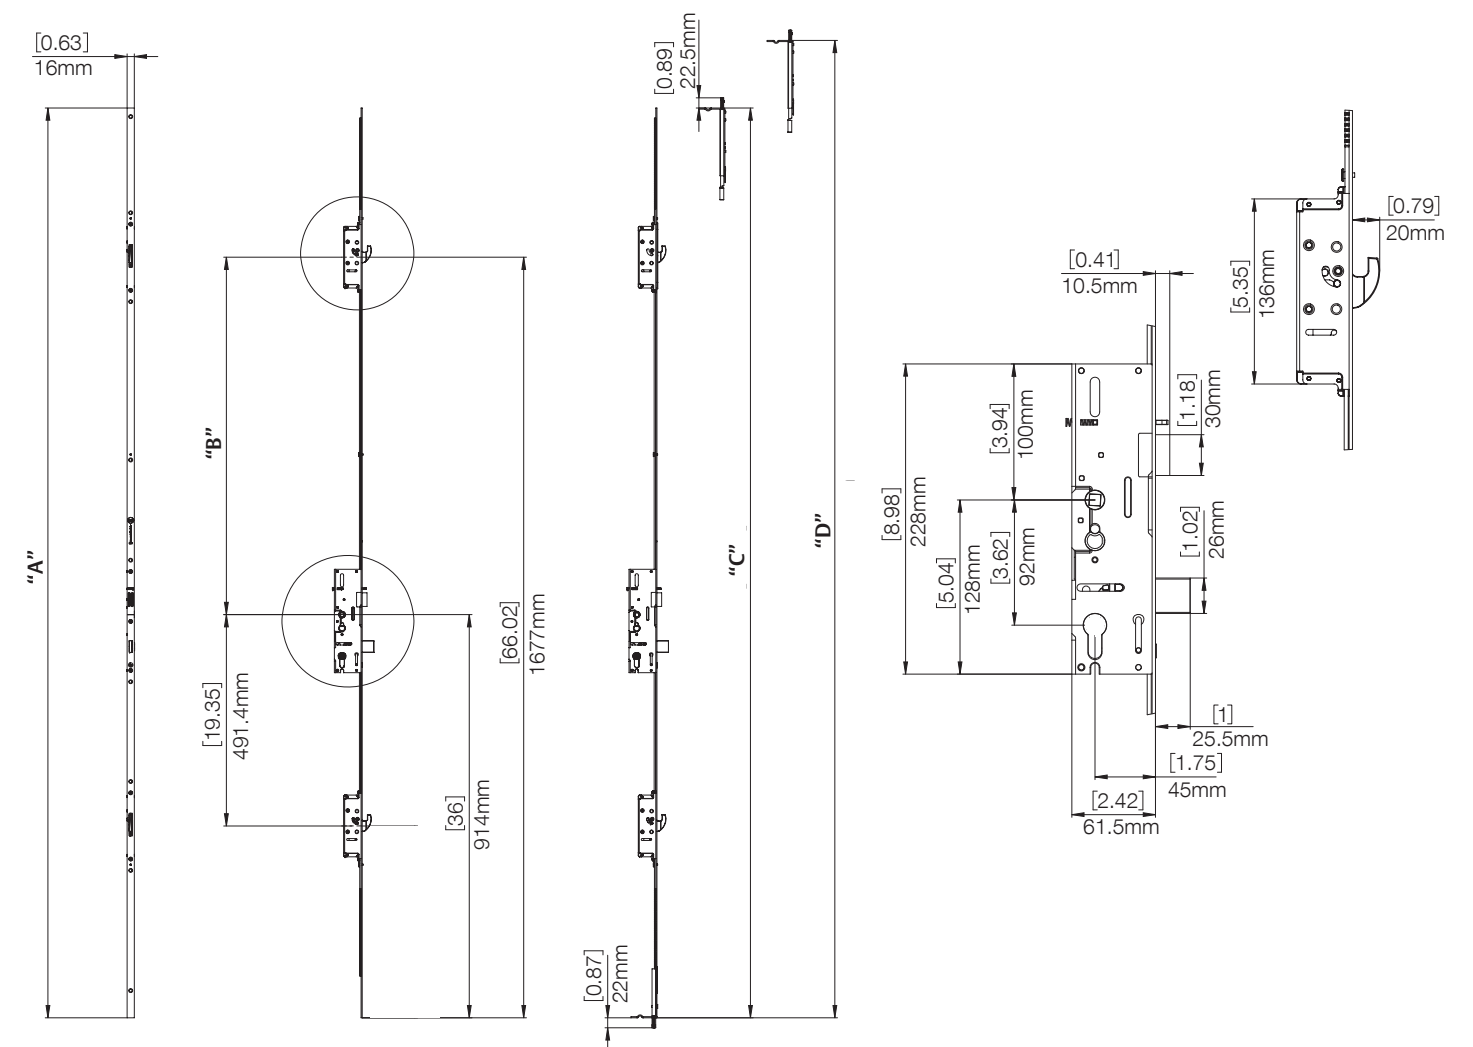 [0.63]
16mm
“A”
“B”
[19.35]
491.4mm
[36]
914mm
[66.02]
1677mm
[0.89]
22.5mm
“C”
“D”
[0.87]
22mm
[8.98]
228mm
[3.94]
100mm
[5.04]
128mm
[3.62]
92mm
[0.41]
10.5mm
[1.18]
30mm
[1.02]
26mm
[1]
25.5mm
[1.75]
45mm
[2.42]
61.5mm
[5.35]
136mm
[0.79]
20mm